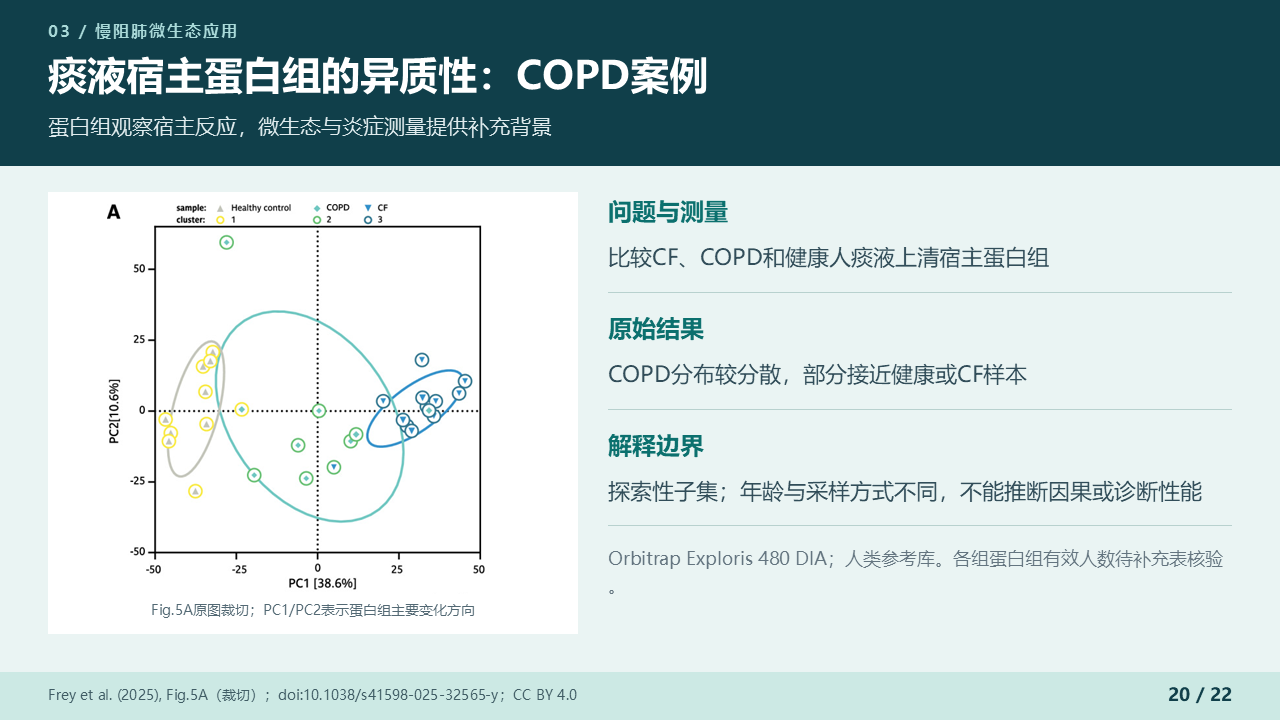 03 / 慢阻肺微生态应用
痰液宿主蛋白组的异质性：COPD案例
蛋白组观察宿主反应，微生态与炎症测量提供补充背景
A
sample: Healthy control COPD CF
cluster: 1 2 3
50
25
0
-25
-50
-50 -25 0 25 50
PC2[10.6%]
PC1 [38.6%]
Fig.5A原图裁切；PC1/PC2表示蛋白组主要变化方向
问题与测量
比较CF、COPD和健康人痰液上清宿主蛋白组
原始结果
COPD分布较分散，部分接近健康或CF样本
解释边界
探索性子集；年龄与采样方式不同，不能推断因果或诊断性能
Orbitrap Exploris 480 DIA；人类参考库。各组蛋白组有效人数待补充表核验
。
Frey et al. (2025), Fig.5A（裁切）；doi:10.1038/s41598-025-32565-y；CC BY 4.0
20 / 22